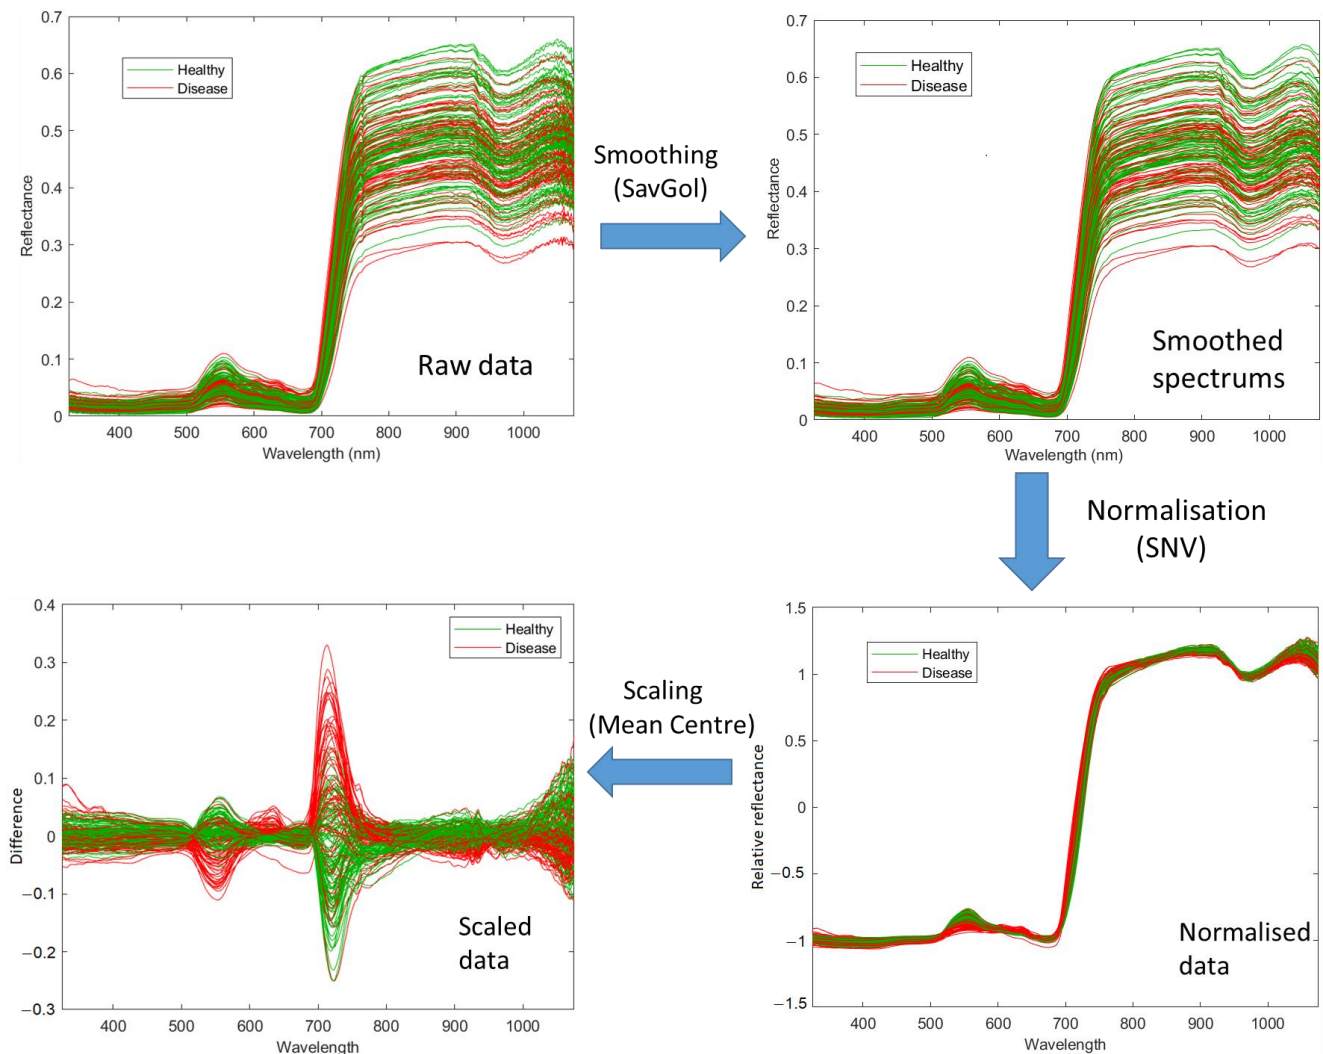 0.7
0.6
0.5
0.4
0.3
0.2
0.1
0
Reflectance
Healthy
Disease
Raw data
400 500 600 700 800 900 1000
Wavelength (nm)
Smoothing
(SavGol)
0.7
0.6
0.5
0.4
0.3
0.2
0.1
0
Reflectance
Healthy
Disease
Smoothed
spectrums
400 500 600 700 800 900 1000
Wavelength (nm)
Normalisation
(SNV)
1.5
1
0.5
0
−0.5
−1
−1.5
Relative reflectance
Healthy
Disease
Normalised
data
400 500 600 700 800 900 1000
Wavelength
Scaling
(Mean Centre)
0.4
0.3
0.2
0.1
0
−0.1
−0.2
−0.3
Difference
Healthy
Disease
Scaled
data
400 500 600 700 800 900 1000
Wavelength